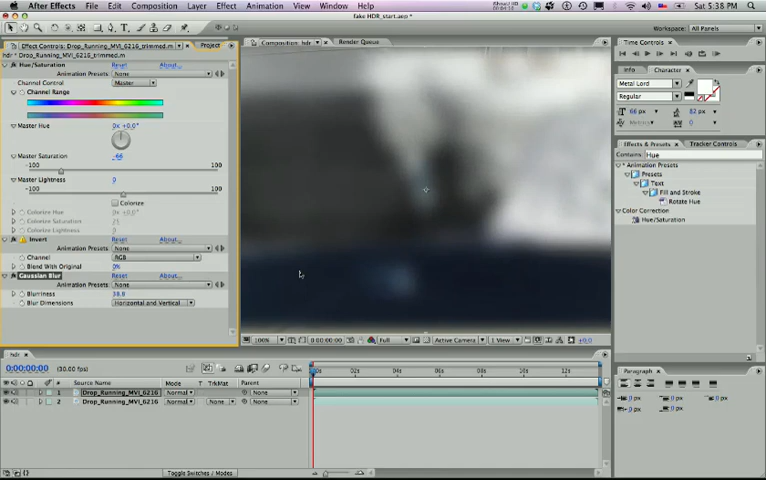 After Effects File Edit Composition Layer Effect Animation View Window Help Sat 5:38 PM
fake HDR_start.aep *
Workspace: All Panels
Effect Controls: Drop_Running_MVI_6216_trimmed.m Project
hdr * Drop_Running_MVI_6216_trimmed.m
Hue/Saturation Reset About...
Animation Presets: None
Channel Control Master
Channel Range
Master Hue 0x +0.0°
Master Saturation -66
-100 100
Master Lightness 0
-100 100
Colorize
Colorize Hue 0x +0.0°
Colorize Saturation 25
Colorize Lightness 0
Invert Reset About...
Animation Presets: None
Channel RGB
Blend With Original 0%
Gaussian Blur Reset About...
Animation Presets: None
Blurriness 38.8
Blur Dimensions Horizontal and Vertical
Composition: hdr Render Queue
100% 0:00:00:00 Full Active Camera 1 View +0.0
Time Controls
Info Character
Metal Lord
Regular
66 px 82 px
Metrics 0
Effects & Presets Tracker Controls
Contains: Hue
* Animation Presets
Presets
Text
Fill and Stroke
Rotate Hue
Color Correction
Hue/Saturation
Paragraph
0 px 0 px 0 px
0 px 0 px
hdr
0:00:00:00 (30.00 fps)
# Source Name Mode T TrkMat Parent
1 Drop_Running_MVI_6216 Normal None
2 Drop_Running_MVI_6216 Normal None None
02s 04s 06s 08s 10s 12s
Toggle Switches / Modes